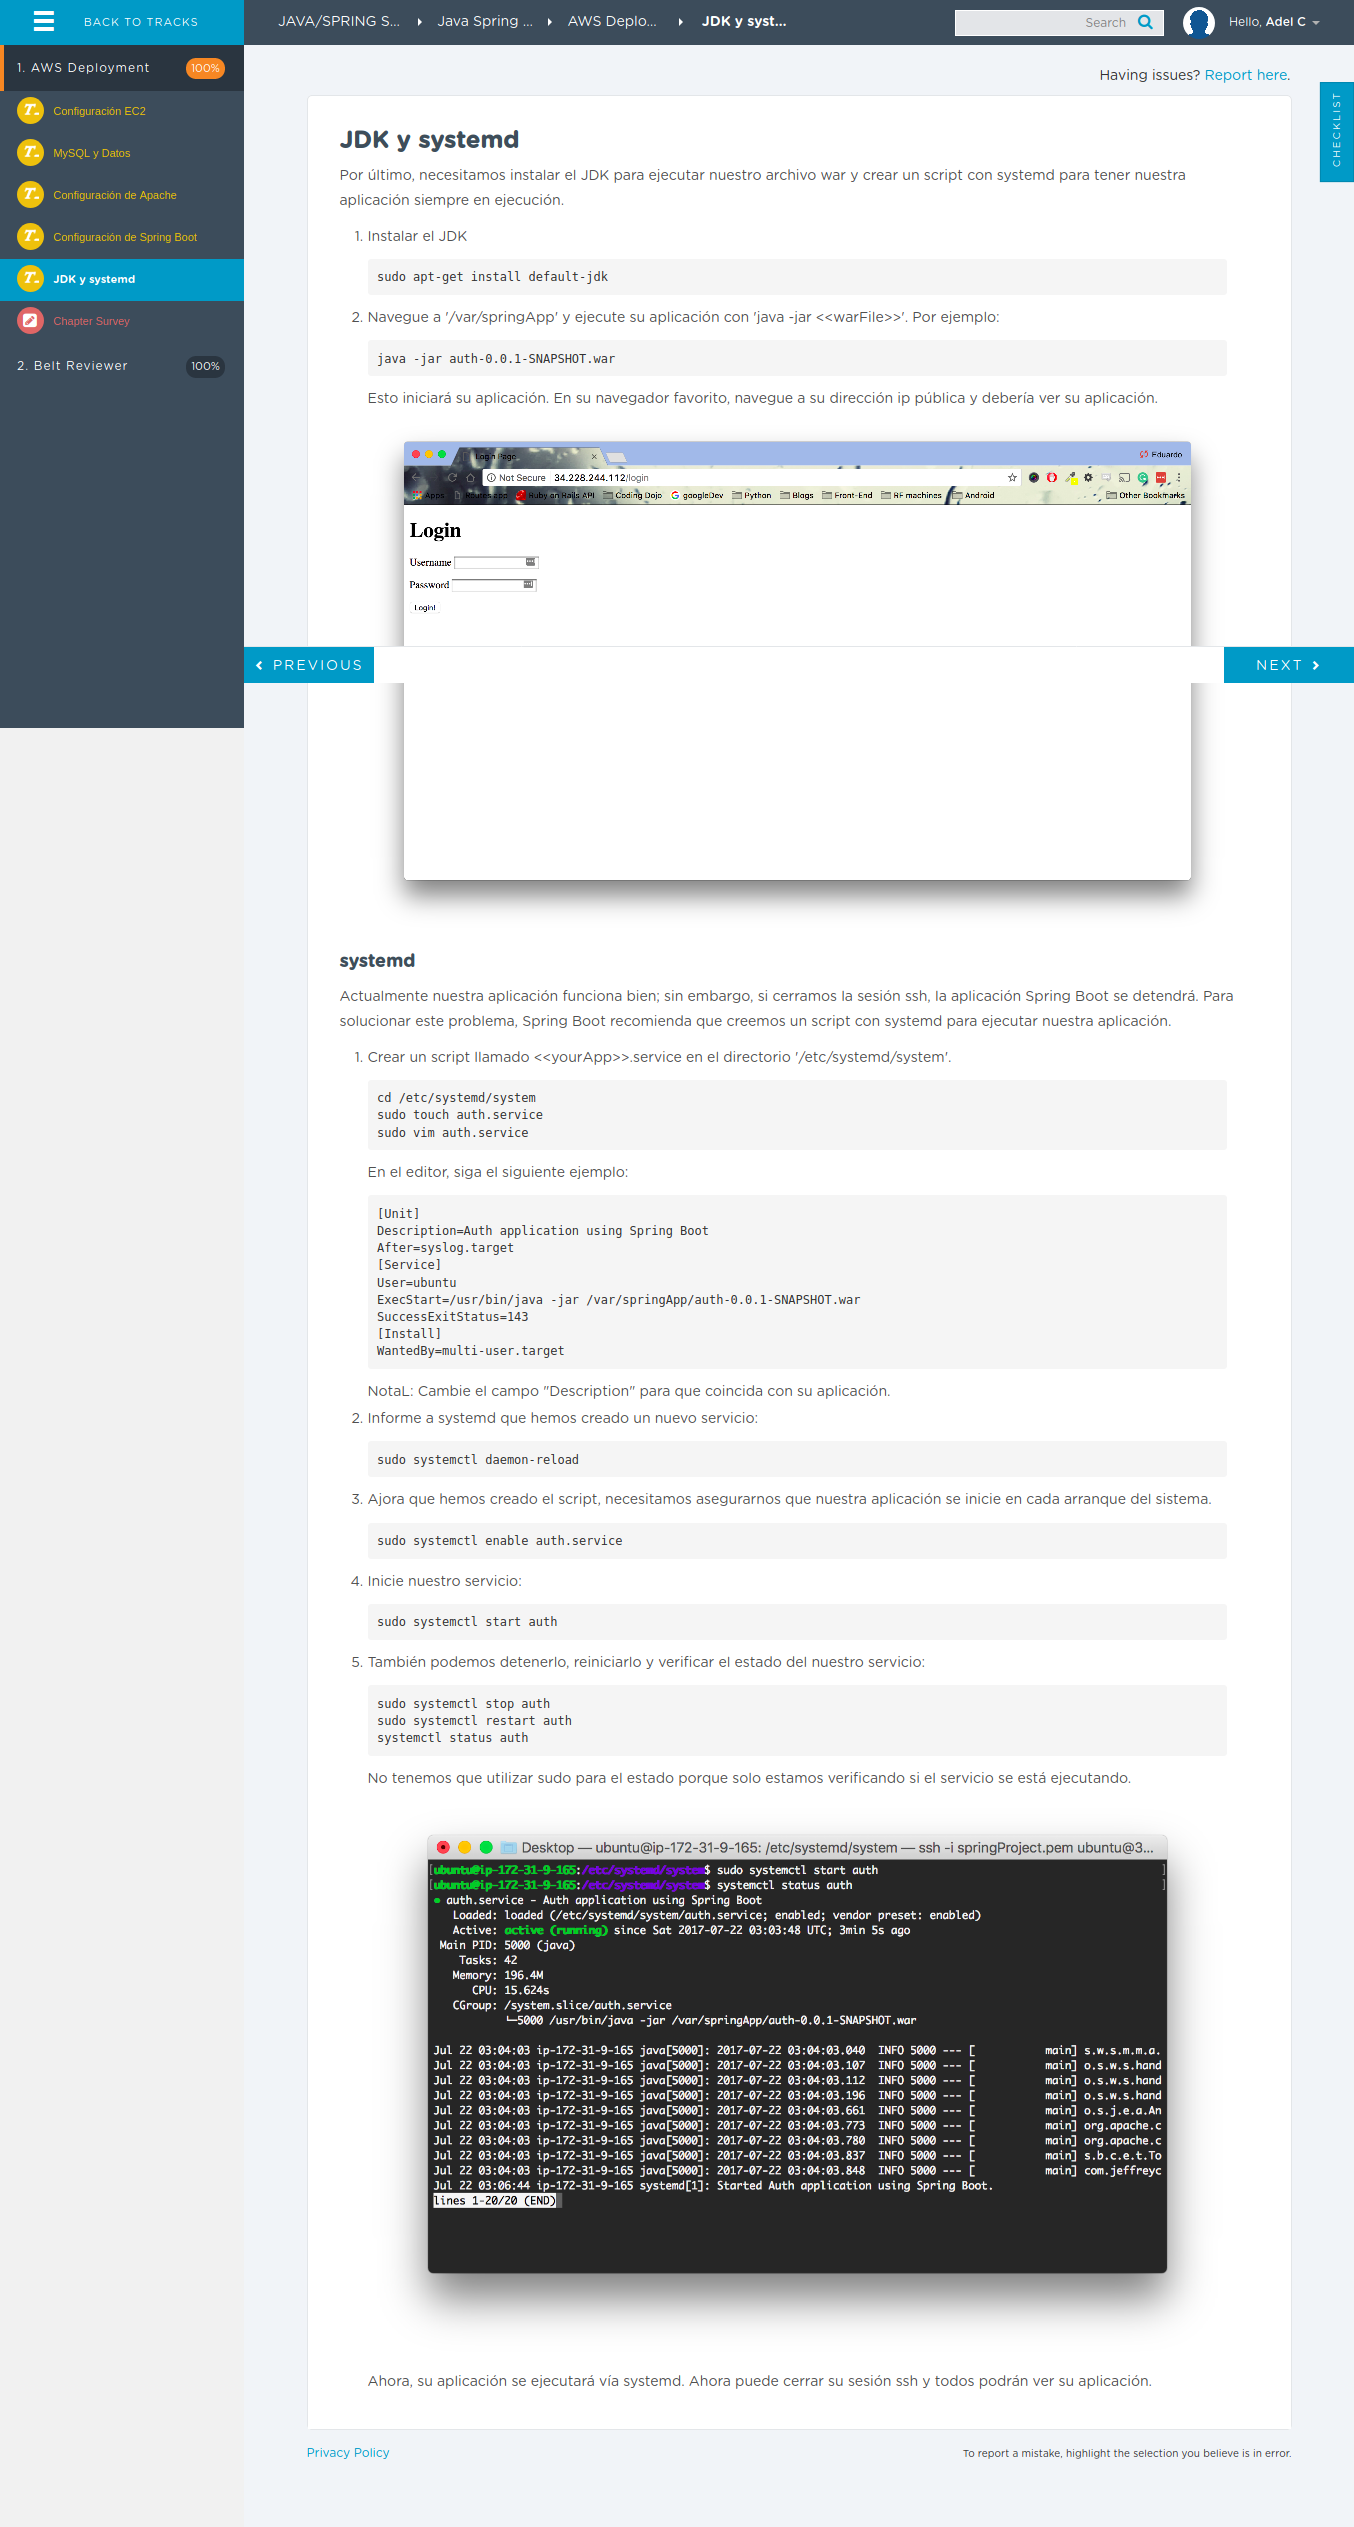 BACK TO TRACKS
JAVA/SPRING S... Java Spring ... AWS Deplo... JDK y syst...
Search
Hello, Adel C
1. AWS Deployment 100%
Configuración EC2
MySQL y Datos
Configuración de Apache
Configuración de Spring Boot
JDK y systemd
Chapter Survey
2. Belt Reviewer 100%
Having issues? Report here.
CHECKLIST
JDK y systemd
Por último, necesitamos instalar el JDK para ejecutar nuestro archivo war y crear un script con systemd para tener nuestra
aplicación siempre en ejecución.
1. Instalar el JDK
sudo apt-get install default-jdk
2. Navegue a '/var/springApp' y ejecute su aplicación con 'java -jar <<warFile>>'. Por ejemplo:
java -jar auth-0.0.1-SNAPSHOT.war
Esto iniciará su aplicación. En su navegador favorito, navegue a su dirección ip pública y debería ver su aplicación.
Login Page
Eduardo
Not Secure 34.228.244.112/login
Apps Routes app Ruby on Rails API Coding Dojo googleDev Python Blogs Front-End RF machines Android Other Bookmarks
Login
Username
Password
Login!
PREVIOUS
NEXT
systemd
Actualmente nuestra aplicación funciona bien; sin embargo, si cerramos la sesión ssh, la aplicación Spring Boot se detendrá. Para
solucionar este problema, Spring Boot recomienda que creemos un script con systemd para ejecutar nuestra aplicación.
1. Crear un script llamado <<yourApp>>.service en el directorio '/etc/systemd/system'.
cd /etc/systemd/system
sudo touch auth.service
sudo vim auth.service
En el editor, siga el siguiente ejemplo:
[Unit]
Description=Auth application using Spring Boot
After=syslog.target
[Service]
User=ubuntu
ExecStart=/usr/bin/java -jar /var/springApp/auth-0.0.1-SNAPSHOT.war
SuccessExitStatus=143
[Install]
WantedBy=multi-user.target
NotaL: Cambie el campo "Description" para que coincida con su aplicación.
2. Informe a systemd que hemos creado un nuevo servicio:
sudo systemctl daemon-reload
3. Ajora que hemos creado el script, necesitamos asegurarnos que nuestra aplicación se inicie en cada arranque del sistema.
sudo systemctl enable auth.service
4. Inicie nuestro servicio:
sudo systemctl start auth
5. También podemos detenerlo, reiniciarlo y verificar el estado del nuestro servicio:
sudo systemctl stop auth
sudo systemctl restart auth
systemctl status auth
No tenemos que utilizar sudo para el estado porque solo estamos verificando si el servicio se está ejecutando.
Desktop — ubuntu@ip-172-31-9-165: /etc/systemd/system — ssh -i springProject.pem ubuntu@3...
[ubuntu@ip-172-31-9-165:/etc/systemd/system$ sudo systemctl start auth ]
[ubuntu@ip-172-31-9-165:/etc/systemd/system$ systemctl status auth ]
● auth.service - Auth application using Spring Boot
Loaded: loaded (/etc/systemd/system/auth.service; enabled; vendor preset: enabled)
Active: active (running) since Sat 2017-07-22 03:03:48 UTC; 3min 5s ago
Main PID: 5000 (java)
Tasks: 42
Memory: 196.4M
CPU: 15.624s
CGroup: /system.slice/auth.service
└─5000 /usr/bin/java -jar /var/springApp/auth-0.0.1-SNAPSHOT.war
Jul 22 03:04:03 ip-172-31-9-165 java[5000]: 2017-07-22 03:04:03.040 INFO 5000 --- [ main] s.w.s.m.m.a.
Jul 22 03:04:03 ip-172-31-9-165 java[5000]: 2017-07-22 03:04:03.107 INFO 5000 --- [ main] o.s.w.s.hand
Jul 22 03:04:03 ip-172-31-9-165 java[5000]: 2017-07-22 03:04:03.112 INFO 5000 --- [ main] o.s.w.s.hand
Jul 22 03:04:03 ip-172-31-9-165 java[5000]: 2017-07-22 03:04:03.196 INFO 5000 --- [ main] o.s.w.s.hand
Jul 22 03:04:03 ip-172-31-9-165 java[5000]: 2017-07-22 03:04:03.661 INFO 5000 --- [ main] o.s.j.e.a.An
Jul 22 03:04:03 ip-172-31-9-165 java[5000]: 2017-07-22 03:04:03.773 INFO 5000 --- [ main] org.apache.c
Jul 22 03:04:03 ip-172-31-9-165 java[5000]: 2017-07-22 03:04:03.780 INFO 5000 --- [ main] org.apache.c
Jul 22 03:04:03 ip-172-31-9-165 java[5000]: 2017-07-22 03:04:03.837 INFO 5000 --- [ main] s.b.c.e.t.To
Jul 22 03:04:03 ip-172-31-9-165 java[5000]: 2017-07-22 03:04:03.848 INFO 5000 --- [ main] com.jeffreyc
Jul 22 03:06:44 ip-172-31-9-165 systemd[1]: Started Auth application using Spring Boot.
lines 1-20/20 (END)
Ahora, su aplicación se ejecutará vía systemd. Ahora puede cerrar su sesión ssh y todos podrán ver su aplicación.
Privacy Policy
To report a mistake, highlight the selection you believe is in error.